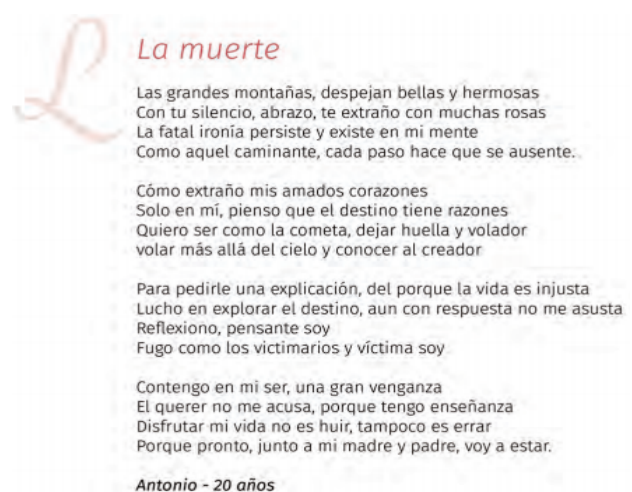 L
La muerte
Las grandes montañas, despejan bellas y hermosas
Con tu silencio, abrazo, te extraño con muchas rosas
La fatal ironía persiste y existe en mi mente
Como aquel caminante, cada paso hace que se ausente.
Cómo extraño mis amados corazones
Solo en mí, pienso que el destino tiene razones
Quiero ser como la cometa, dejar huella y volador
volar más allá del cielo y conocer al creador
Para pedirle una explicación, del porque la vida es injusta
Lucho en explorar el destino, aun con respuesta no me asusta
Reflexiono, pensante soy
Fugo como los victimarios y víctima soy
Contengo en mi ser, una gran venganza
El querer no me acusa, porque tengo enseñanza
Disfrutar mi vida no es huir, tampoco es errar
Porque pronto, junto a mi madre y padre, voy a estar.
Antonio - 20 años